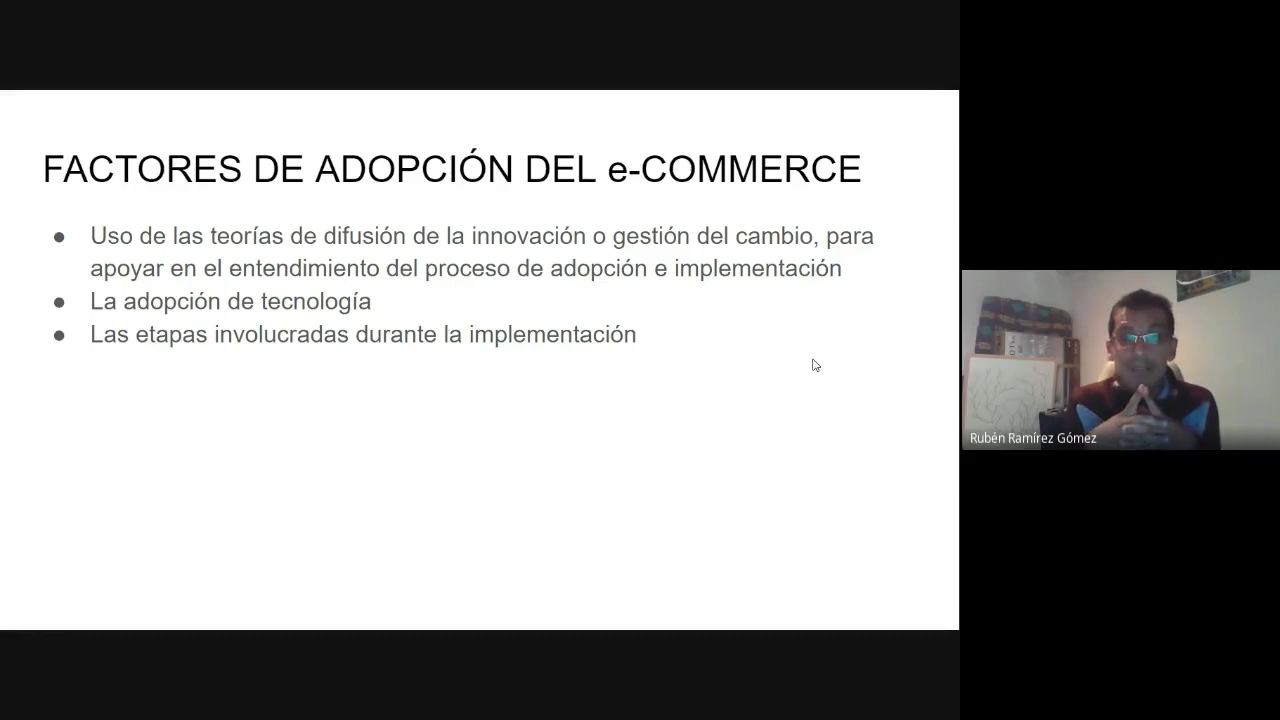 FACTORES DE ADOPCIÓN DEL e-COMMERCE
● Uso de las teorías de difusión de la innovación o gestión del cambio, para
apoyar en el entendimiento del proceso de adopción e implementación
● La adopción de tecnología
● Las etapas involucradas durante la implementación
Rubén Ramírez Gómez